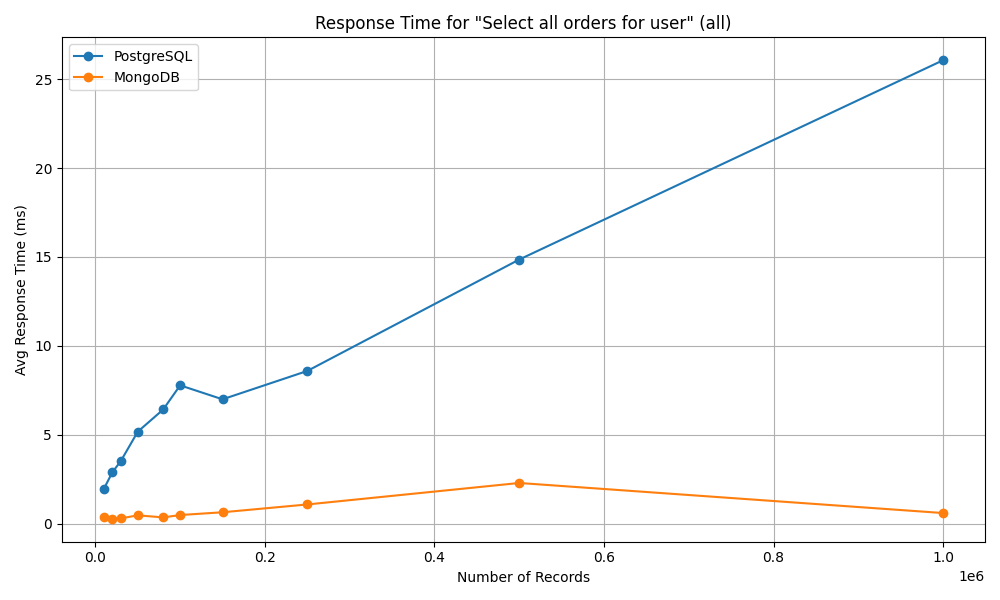 Response Time for "Select all orders for user" (all)
PostgreSQL
MongoDB
Avg Response Time (ms)
25
20
15
10
5
0
0.0 0.2 0.4 0.6 0.8 1.0
1e6
Number of Records